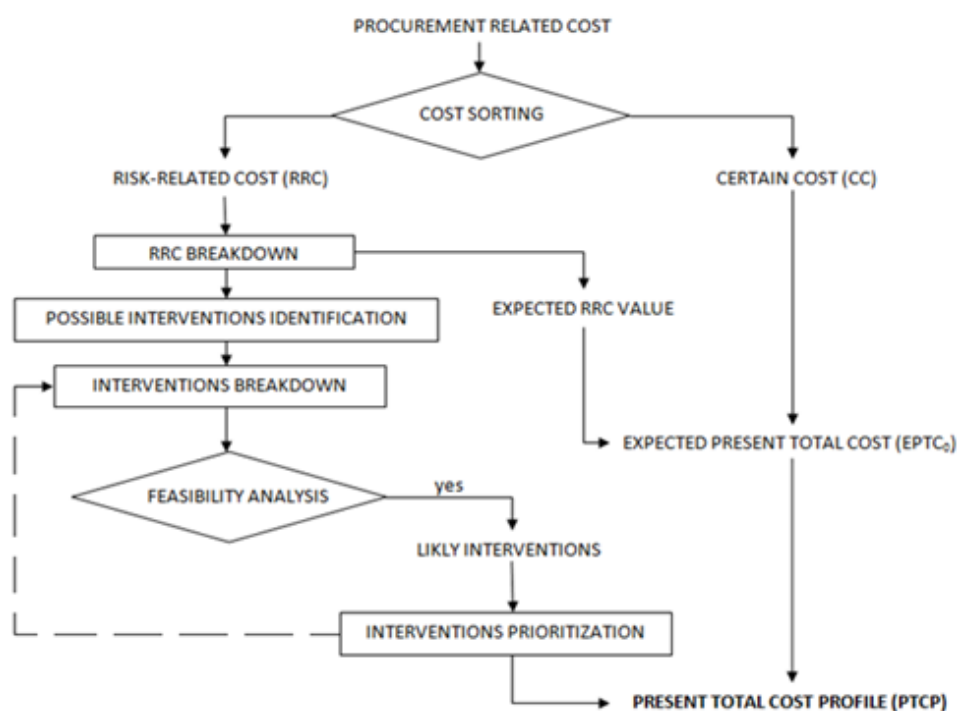 PROCUREMENT RELATED COST
COST SORTING
RISK-RELATED COST (RRC)
CERTAIN COST (CC)
RRC BREAKDOWN
EXPECTED RRC VALUE
POSSIBLE INTERVENTIONS IDENTIFICATION
INTERVENTIONS BREAKDOWN
EXPECTED PRESENT TOTAL COST (EPTC₀)
FEASIBILITY ANALYSIS
yes
LIKLY INTERVENTIONS
INTERVENTIONS PRIORITIZATION
PRESENT TOTAL COST PROFILE (PTCP)